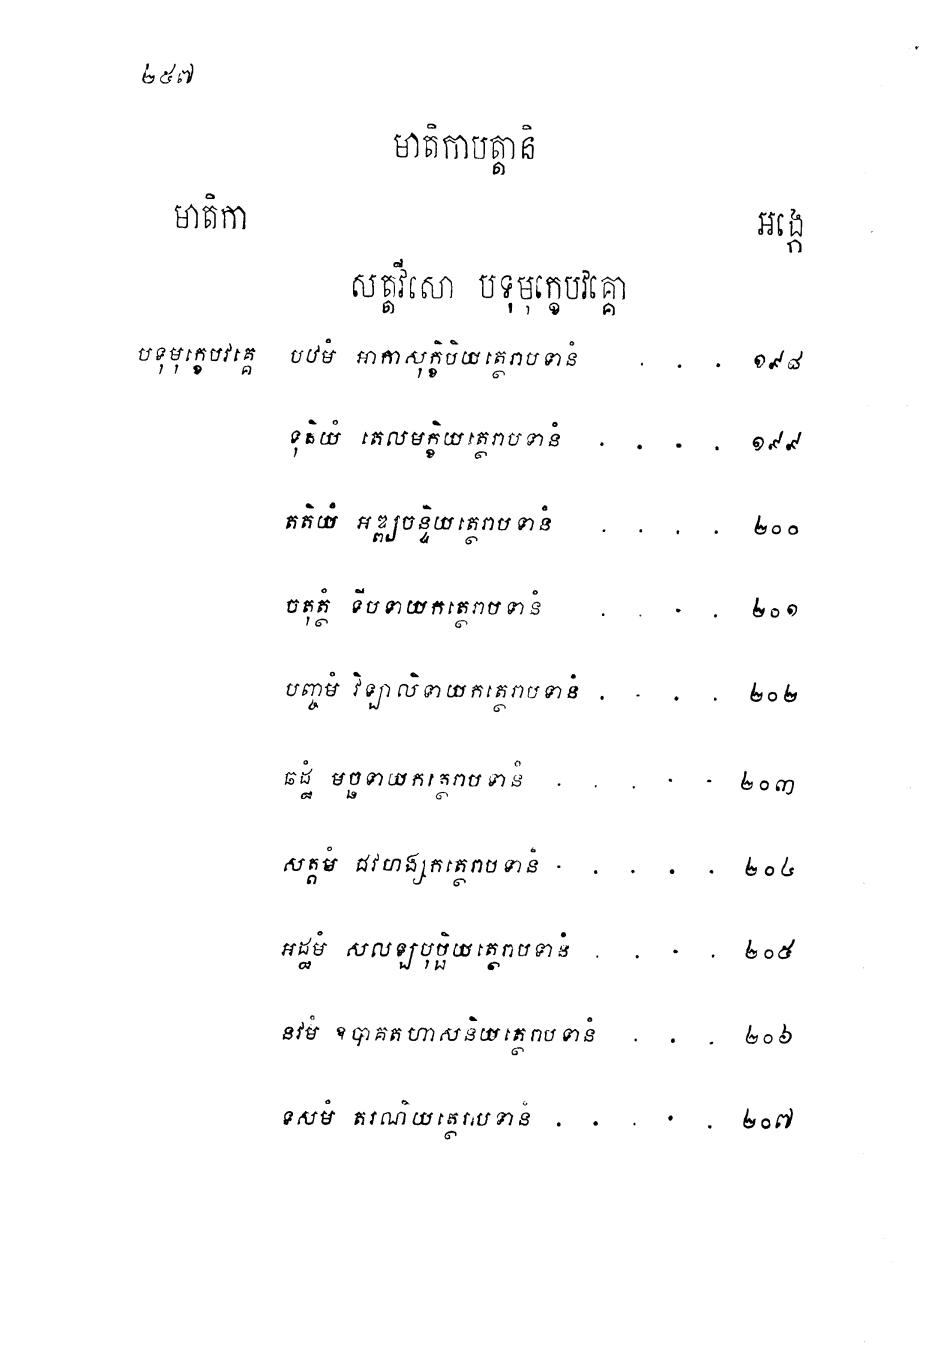 ២៥៧
មាតិកាបត្តានិ
មាតិកា អង្កេ
សត្តវីសោ បទុមុក្ខេបវគ្គោ
បទុមុក្ខេបវគ្គេ បឋមំ អាកាសុក្ខិបិយត្ថេរាបទានំ . . . ១៩៨
ទុតិយំ តេលមក្ខិយត្ថេរាបទានំ . . . . ១៩៩
តតិយំ អឌ្ឍចន្ទិយត្ថេរាបទានំ . . . . ២០០
ចតុត្ថំ ទីបទាយកត្ថេរាបទានំ . . . . ២០១
បញ្ចមំ វិឡាលិទាយកត្ថេរាបទានំ . . . . ២០២
ឆដ្ឋំ មច្ឆទាយកត្ថេរាបទានំ . . . . . ២០៣
សត្តមំ ជវហង្សកត្ថេរាបទានំ . . . . . ២០៤
អដ្ឋមំ សលឡបុប្ផិយត្ថេរាបទានំ . . . . ២០៥
នវមំ ឧបាគតហាសនិយត្ថេរាបទានំ . . . ២០៦
ទសមំ តរណិយត្ថេរាបទានំ . . . . . ២០៧